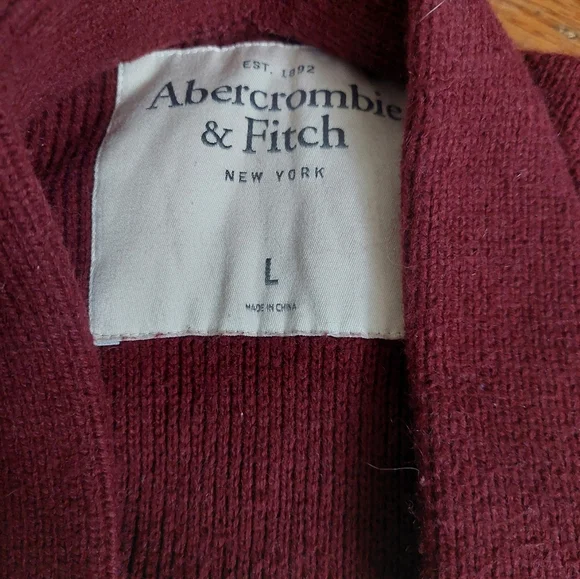 EST. 1892
Abercrombie
& Fitch
NEW YORK
L
MADE IN CHINA